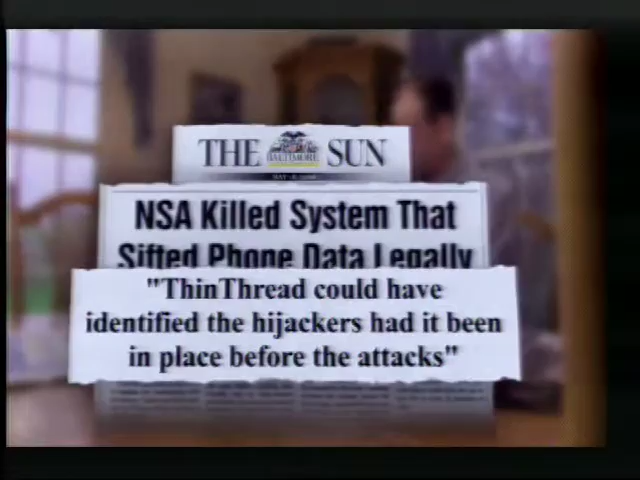 THE BALTIMORE SUN
NSA Killed System That
Sifted Phone Data Legally
"ThinThread could have
identified the hijackers had it been
in place before the attacks"